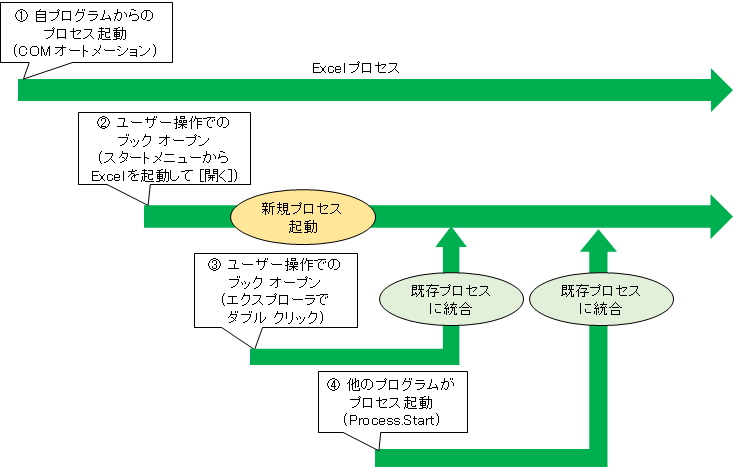 ① 自プログラムからの
プロセス起動
(COMオートメーション)
Excelプロセス
② ユーザー操作での
ブック オープン
(スタートメニューから
Excelを起動して [開く])
新規プロセス
起動
③ ユーザー操作での
ブック オープン
(エクスプローラで
ダブル クリック)
既存プロセス
に統合
既存プロセス
に統合
④ 他のプログラムが
プロセス起動
(Process.Start)